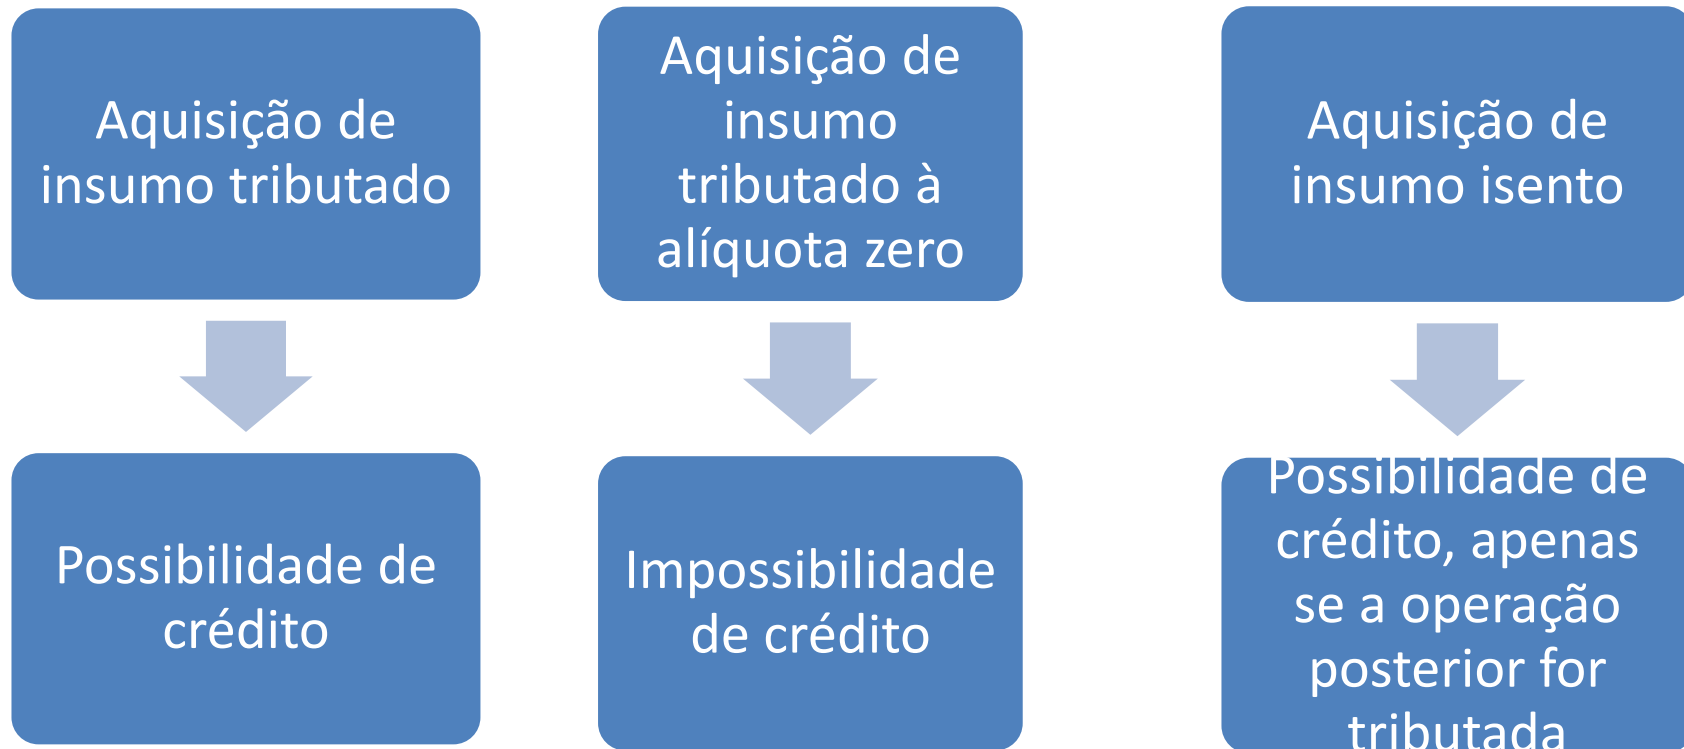 Aquisição de
insumo tributado
Possibilidade de
crédito
Aquisição de
insumo
tributado à
alíquota zero
Impossibilidade
de crédito
Aquisição de
insumo isento
Possibilidade de
crédito, apenas
se a operação
posterior for
tributada